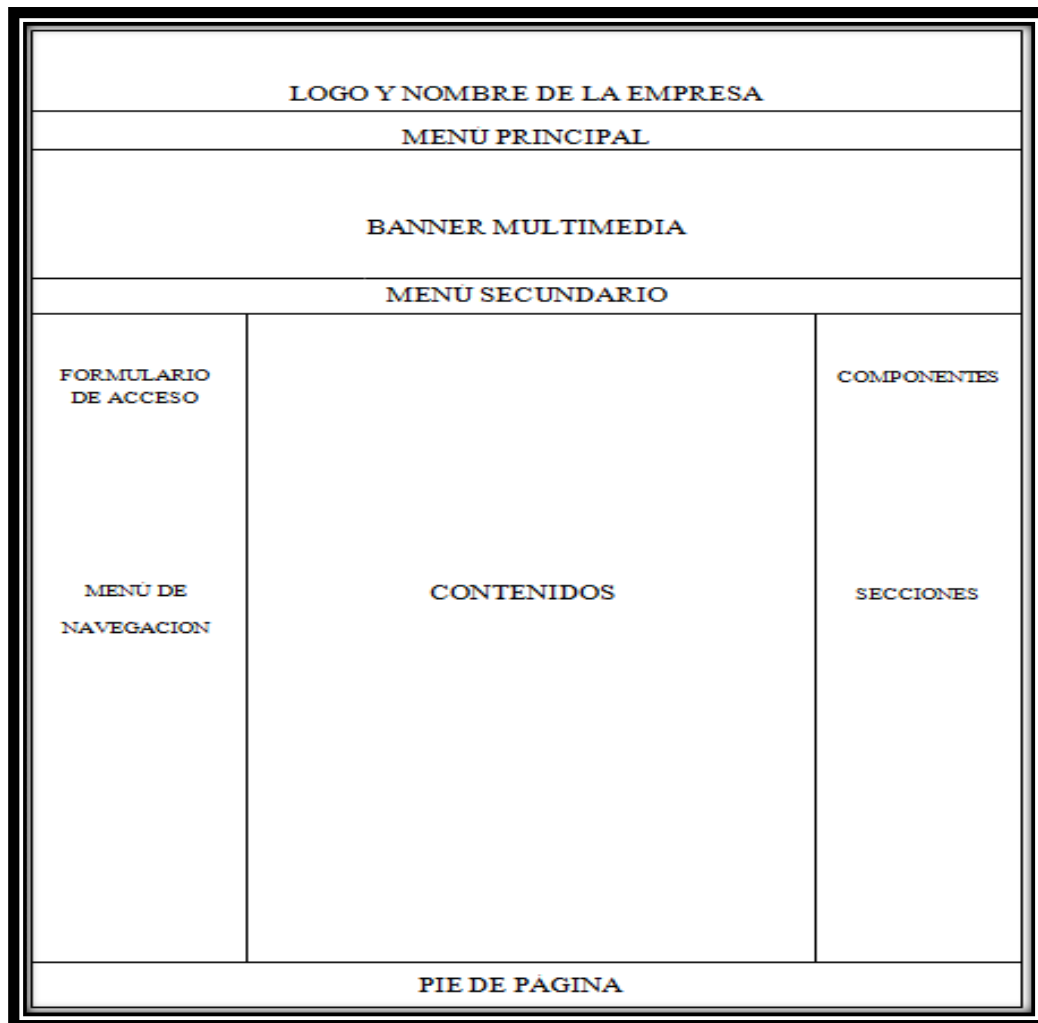 LOGO Y NOMBRE DE LA EMPRESA
MENÚ PRINCIPAL
BANNER MULTIMEDIA
MENÚ SECUNDARIO
FORMULARIO
DE ACCESO
MENÚ DE
NAVEGACION
CONTENIDOS
COMPONENTES
SECCIONES
PIE DE PÁGINA